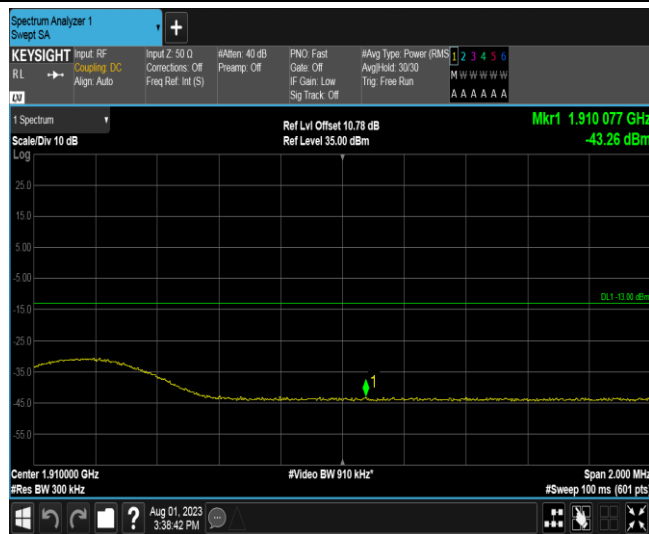 Spectrum Analyzer 1
Swept SA
+
KEYSIGHT
RL
LXI
Input: RF
Coupling: DC
Align: Auto
Input Z: 50 Ω
Corrections: Off
Freq Ref: Int (S)
#Atten: 40 dB
Preamp: Off
PNO: Fast
Gate: Off
IF Gain: Low
Sig Track: Off
#Avg Type: Power (RMS
Avg|Hold: 30/30
Trig: Free Run
1 2 3 4 5 6
M W W W W W
A A A A A A
1 Spectrum
Scale/Div 10 dB
Ref Lvl Offset 10.78 dB
Ref Level 35.00 dBm
Mkr1 1.910 077 GHz
-43.26 dBm
Log
25.0
15.0
5.00
-5.00
DL1 -13.00 dBm
-15.0
-25.0
-35.0
1
-45.0
-55.0
Center 1.910000 GHz
#Video BW 910 kHz*
Span 2.000 MHz
#Res BW 300 kHz
#Sweep 100 ms (601 pts)
?
Aug 01, 2023
3:38:42 PM